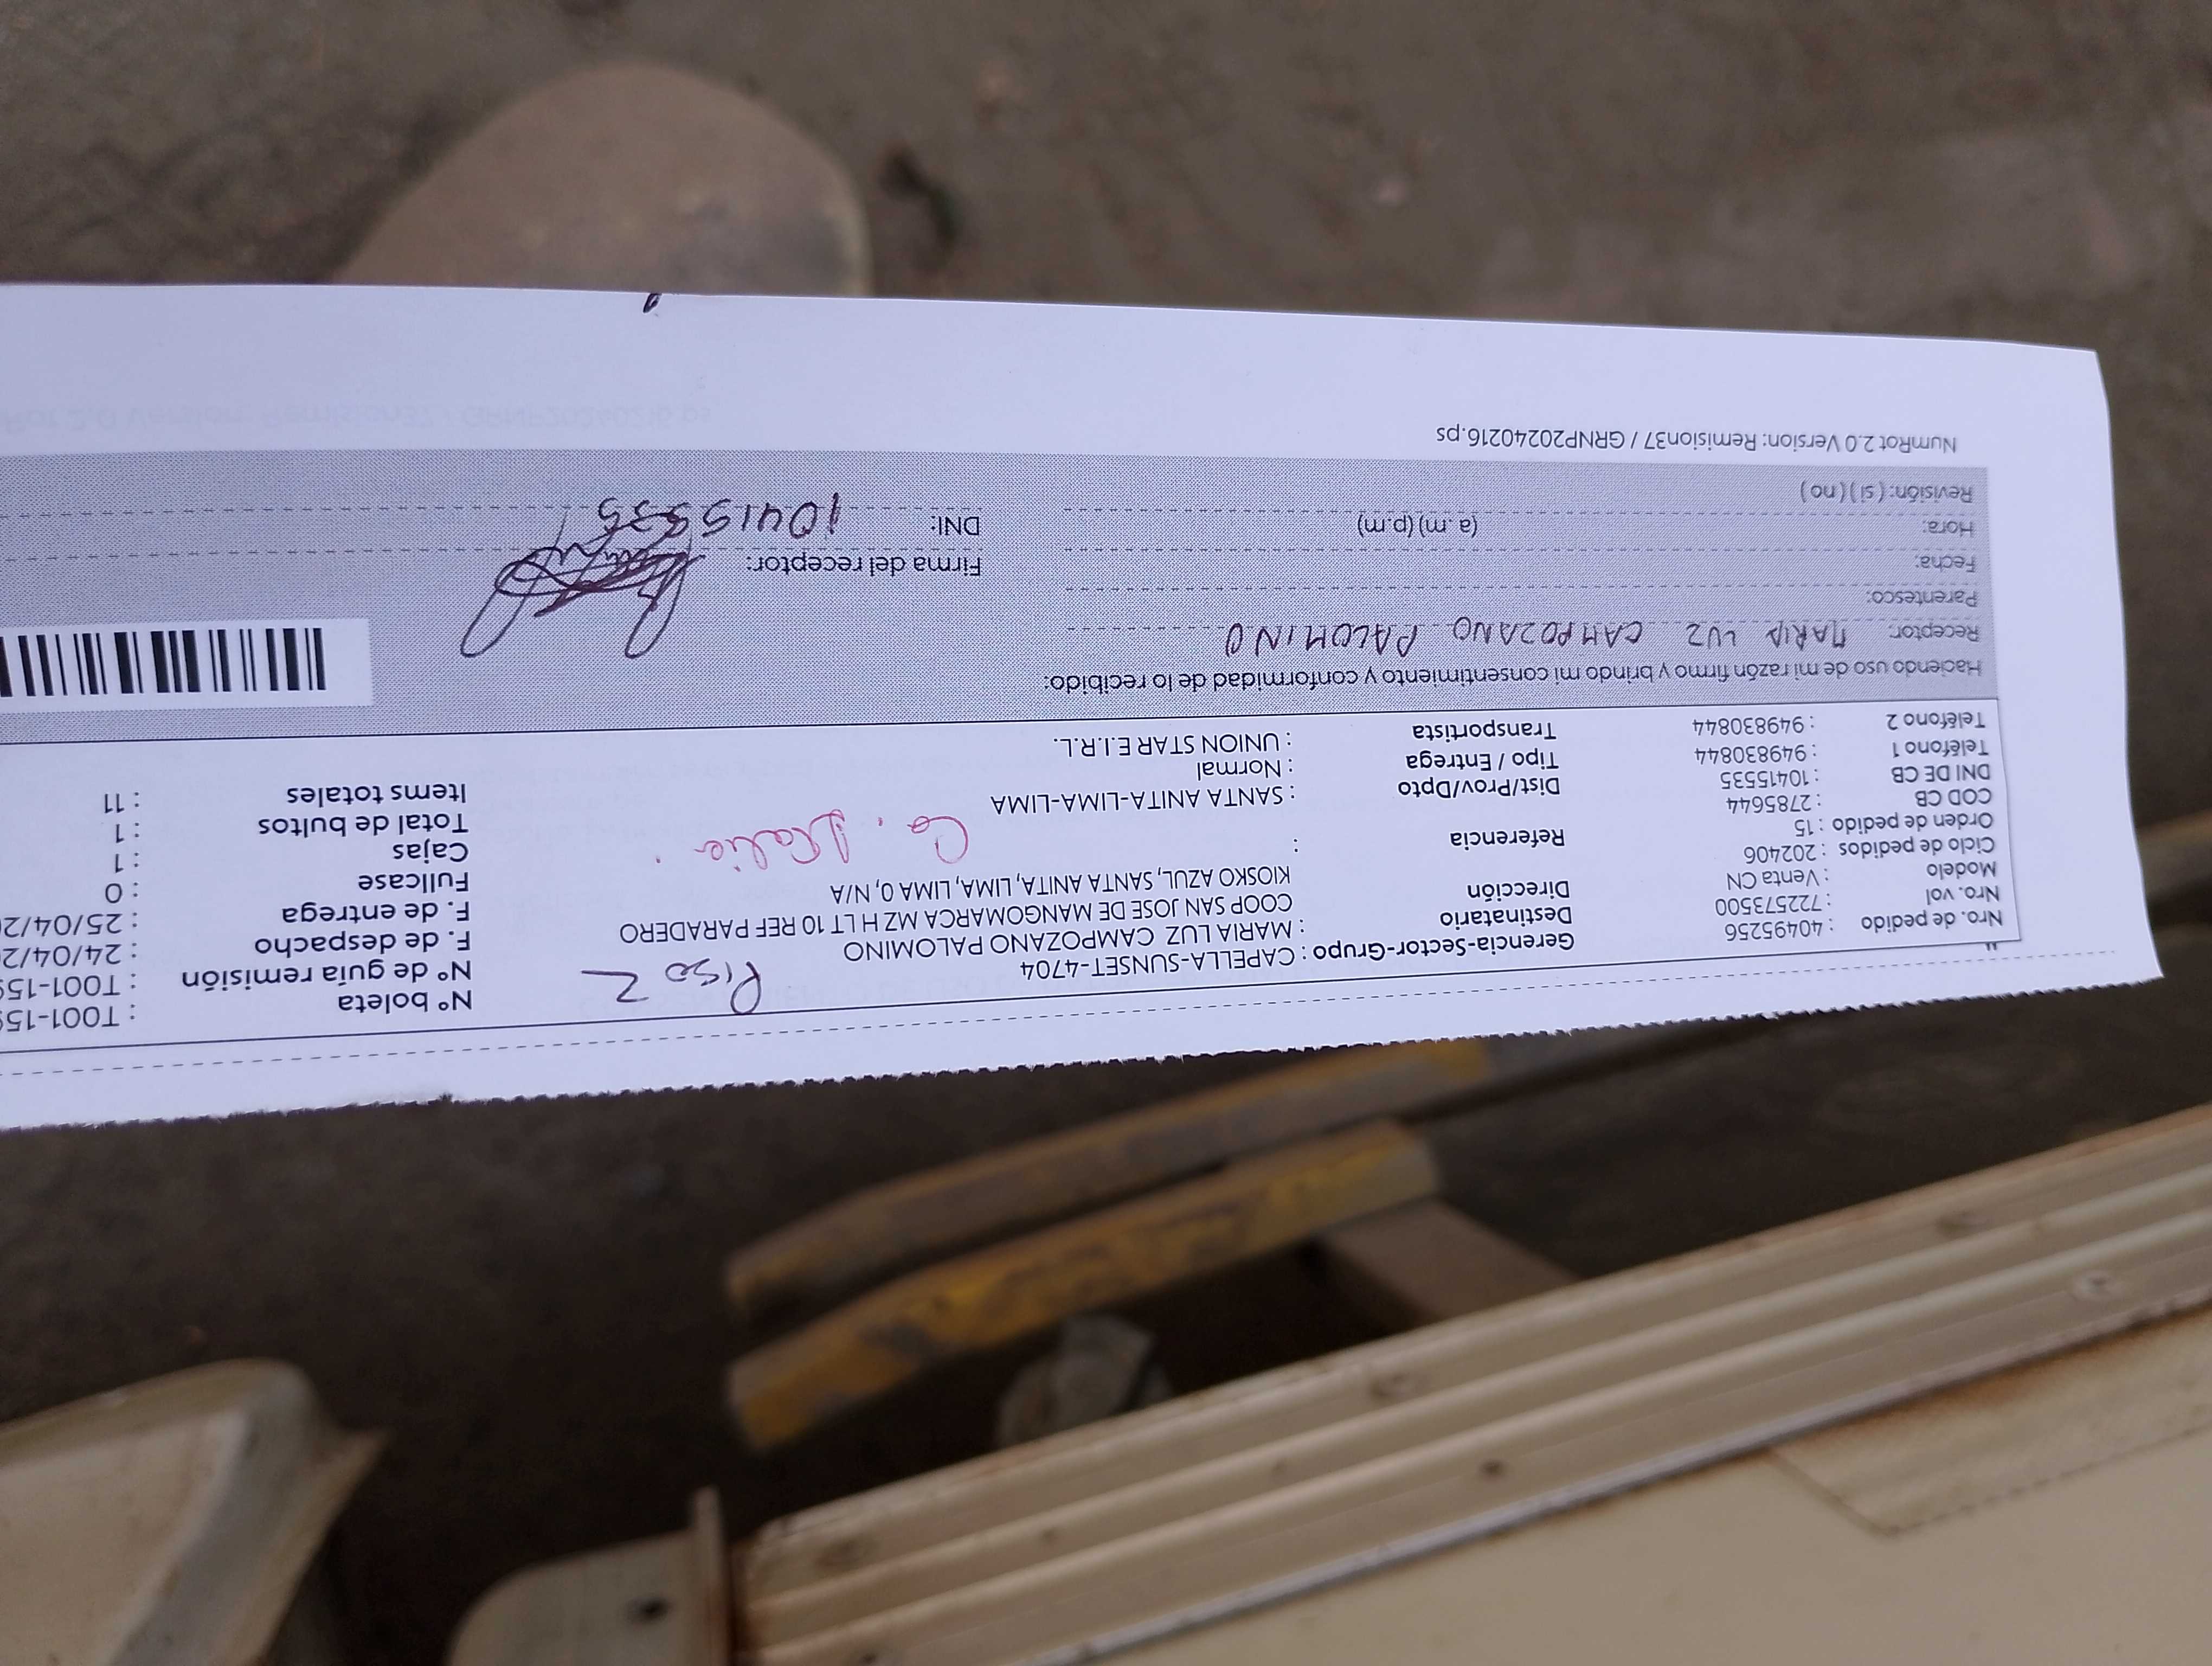 Piso 2
Nro. de pedido : 40495256
Nro. vol : 722573500
Modelo : Venta CN
Ciclo de pedidos : 202406
Orden de pedido : 15
COD CB : 2785644
DNI DE CB : 10415535
Teléfono 1 : 949830844
Teléfono 2 : 949830844
Gerencia-Sector-Grupo : CAPELLA-SUNSET-4704
Destinatario : MARIA LUZ CAMPOZANO PALOMINO
Dirección COOP SAN JOSE DE MANGOMARCA MZ H LT 10 REF PARADERO
KIOSKO AZUL, SANTA ANITA, LIMA, LIMA 0, N/A
Referencia :
Dist/Prov/Dpto : SANTA ANITA-LIMA-LIMA
Tipo / Entrega : Normal
Transportista : UNION STAR E.I.R.L.
N° boleta : T001-159
N° de guía remisión : T001-159
F. de despacho : 24/04/2
F. de entrega : 25/04/2
Fullcase : 0
Cajas : 1
Total de bultos : 1
Items totales : 11
Haciendo uso de mi razón firmo y brindo mi consentimiento y conformidad de lo recibido:
Receptor: MARIA LUZ CAMPOZANO PALOMINO
Parentesco:
Fecha:
Hora: (a .m) (p.m)
Revisión: ( si ) ( no )
Firma del receptor:
DNI: 10415535
NumRot 2.0 Version: Remision37 / GRNP20240216.ps